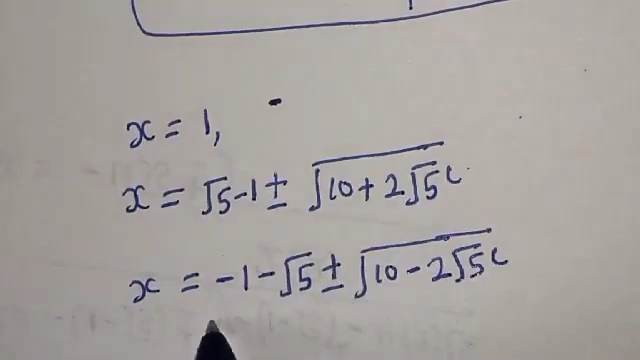 x = 1,
x = √5-1 ± √10+2√5 i
x = -1-√5 ± √10-2√5 i